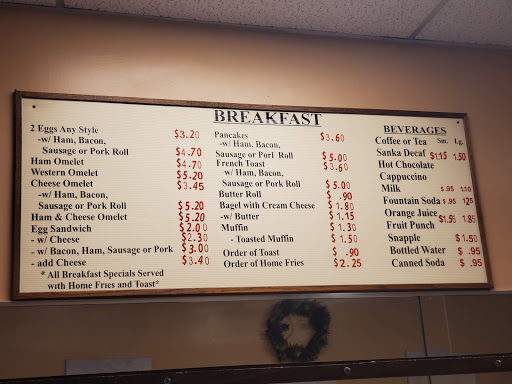 BREAKFAST
2 Eggs Any Style $3.20
-w/ Ham, Bacon,
Sausage or Pork Roll $4.70
Ham Omelet $4.70
Western Omelet $5.20
Cheese Omelet $3.45
-w/ Ham, Bacon,
Sausage or Pork Roll $5.20
Ham & Cheese Omelet $5.20
Egg Sandwich $2.00
- w/ Cheese $2.30
- w/ Bacon, Ham, Sausage or Pork $3.00
- add Cheese $3.40
*All Breakfast Specials Served
with Home Fries and Toast*
Pancakes $3.60
-w/ Ham, Bacon,
Sausage or Porl Roll $5.00
French Toast $3.60
w/ Ham, Bacon,
Sausage or Pork Roll $5.00
Butter Roll $ .90
Bagel with Cream Cheese $ 1.80
-w/ Butter $ 1.15
Muffin $ 1.30
- Toasted Muffin $ 1.50
Order of Toast $ .90
Order of Home Fries $2.25
BEVERAGES
Coffee or Tea Sm. Lg.
Sanka Decaf $1.15 1.50
Hot Chocolate
Cappuccino
Milk $ .95 1.10
Fountain Soda $ .95 1.25
Orange Juice $1.55 1.85
Fruit Punch
Snapple $1.50
Bottled Water $ .95
Canned Soda $ .95